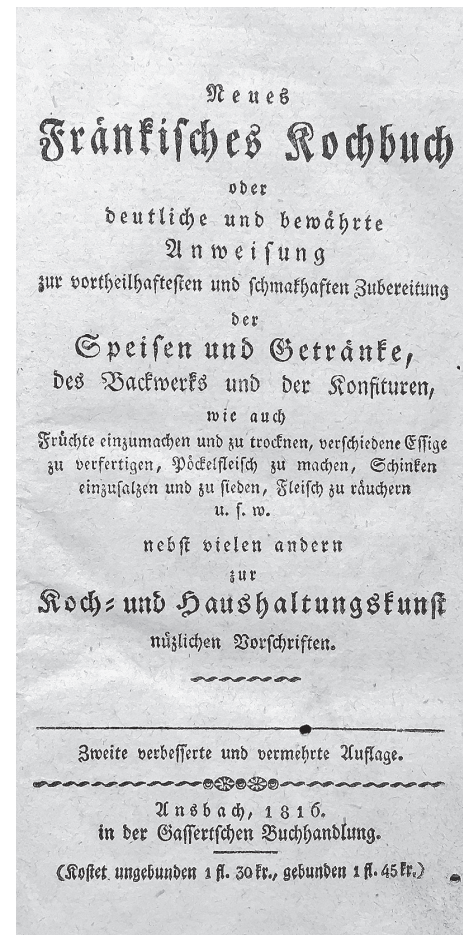 Neues
Fränkisches Kochbuch
oder
deutliche und bewährte
Anweisung
zur vortheilhaftesten und schmakhaften Zubereitung
der
Speisen und Getränke,
des Backwerks und der Konfituren,
wie auch
Früchte einzumachen und zu trocknen, verschiedene Essige
zu verfertigen, Pöckelfleisch zu machen, Schinken
einzusalzen und zu sieden, Fleisch zu räuchern
u. s. w.
nebst vielen andern
zur
Koch- und Haushaltungskunst
nüzlichen Vorschriften.
Zweite verbesserte und vermehrte Auflage.
Ansbach, 1816.
in der Gassertschen Buchhandlung.
(Kostet ungebunden 1 fl. 30 kr., gebunden 1 fl. 45 kr.)